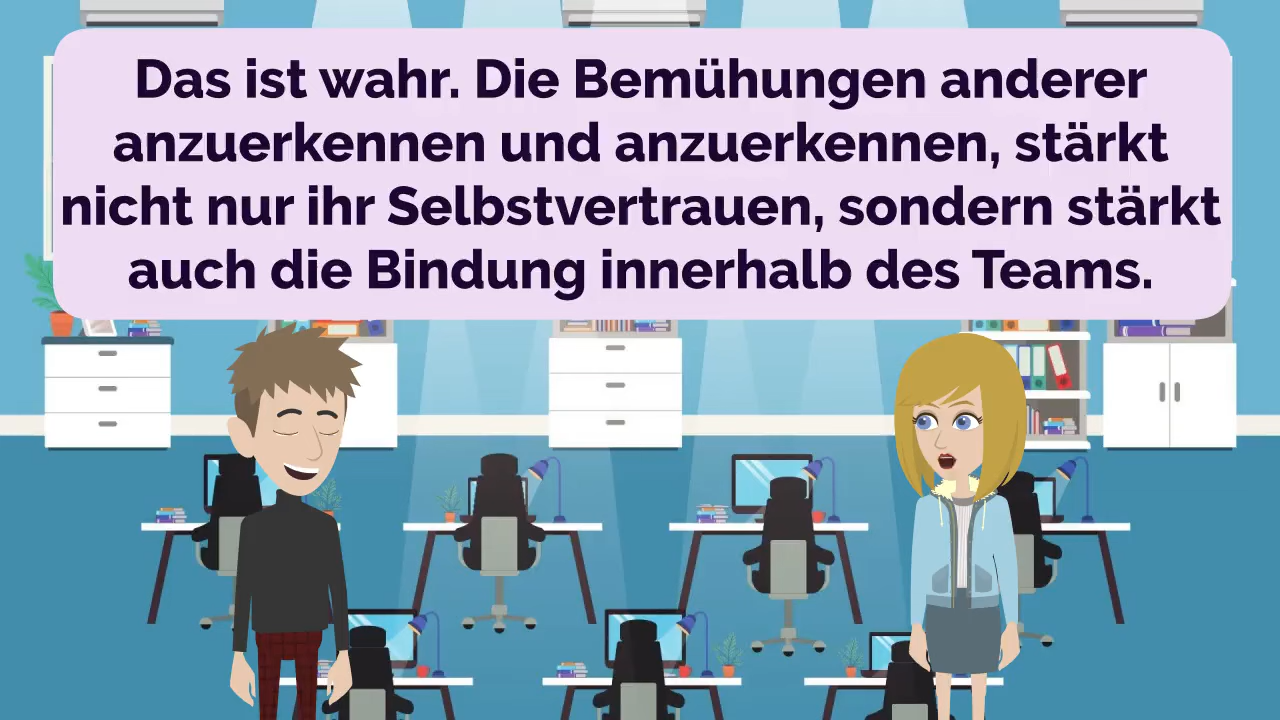 Das ist wahr. Die Bemühungen anderer
anzuerkennen und anzuerkennen, stärkt
nicht nur ihr Selbstvertrauen, sondern stärkt
auch die Bindung innerhalb des Teams.